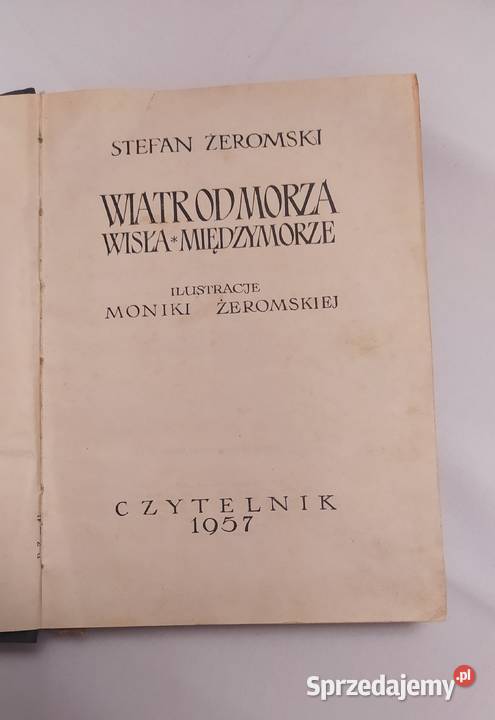 STEFAN ŻEROMSKI
WIATR OD MORZA
WISŁA * MIĘDZYMORZE
ILUSTRACJE
MONIKI ŻEROMSKIEJ
CZYTELNIK
1957
Sprzedajemy.pl